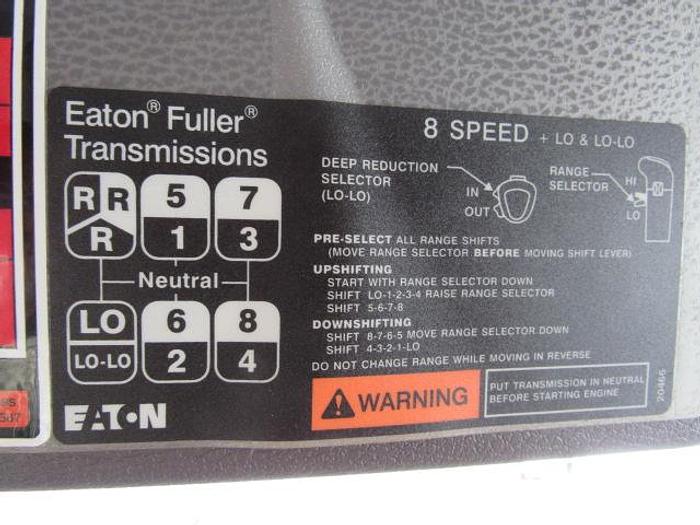 Eaton® Fuller®
Transmissions
8 SPEED + LO & LO-LO
R R 5 7
R 1 3
Neutral
LO 6 8
LO-LO 2 4
EATON
DEEP REDUCTION
SELECTOR
(LO-LO)
IN
OUT
RANGE
SELECTOR
HI
LO
PRE-SELECT ALL RANGE SHIFTS
(MOVE RANGE SELECTOR BEFORE MOVING SHIFT LEVER)
UPSHIFTING
START WITH RANGE SELECTOR DOWN
SHIFT LO-1-2-3-4 RAISE RANGE SELECTOR
SHIFT 5-6-7-8
DOWNSHIFTING
SHIFT 8-7-6-5 MOVE RANGE SELECTOR DOWN
SHIFT 4-3-2-1-LO
DO NOT CHANGE RANGE WHILE MOVING IN REVERSE
WARNING
PUT TRANSMISSION IN NEUTRAL
BEFORE STARTING ENGINE
20466